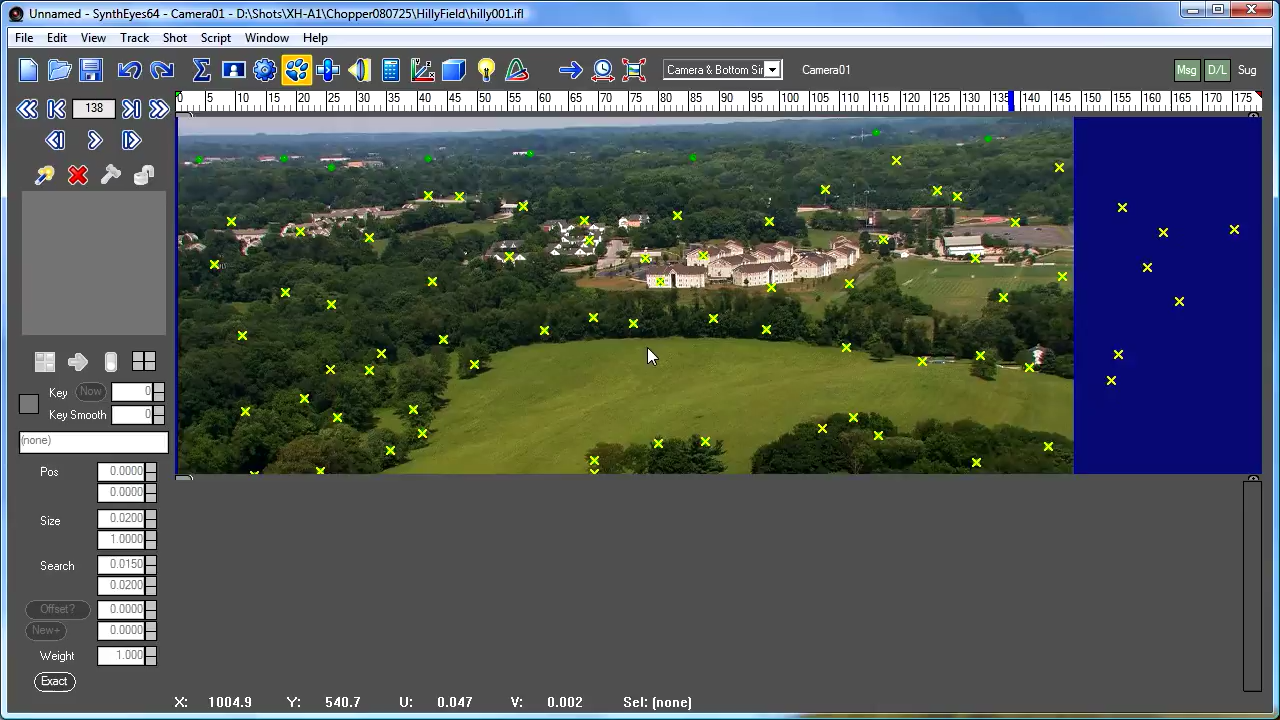 Unnamed - SynthEyes64 - Camera01 - D:\Shots\XH-A1\Chopper080725\HillyField\hilly001.ifl
File Edit View Track Shot Script Window Help
Camera & Bottom Sir Camera01 Msg D/L Sug
138 0 5 10 15 20 25 30 35 40 45 50 55 60 65 70 75 80 85 90 95 100 105 110 115 120 125 130 135 140 145 150 155 160 165 170 175
Key Now 0
Key Smooth 0
(none)
Pos 0.0000
0.0000
Size 0.0200
1.0000
Search 0.0150
0.0200
Offset? 0.0000
New+ 0.0000
Weight 1.000
Exact
X: 1004.9 Y: 540.7 U: 0.047 V: 0.002 Sel: (none)